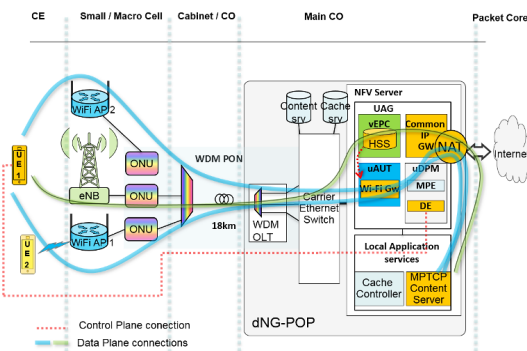 CE
Small / Macro Cell
Cabinet / CO
Main CO
Packet Core
NFV Server
UAG
Content
srv
Cache
srv
vEPC
HSS
Common
IP
GW
NAT
Internet
WiFi AP 2
ONU
WDM PON
UE
1
eNB
ONU
uAUT
Wi-Fi Gw
uDPM
MPE
DE
Carrier
Ethernet
Switch
18km
WDM
OLT
ONU
WiFi AP 1
UE
2
Local Application
services
Cache
Controller
MPTCP
Content
Server
dNG-POP
Control Plane conection
Data Plane connections